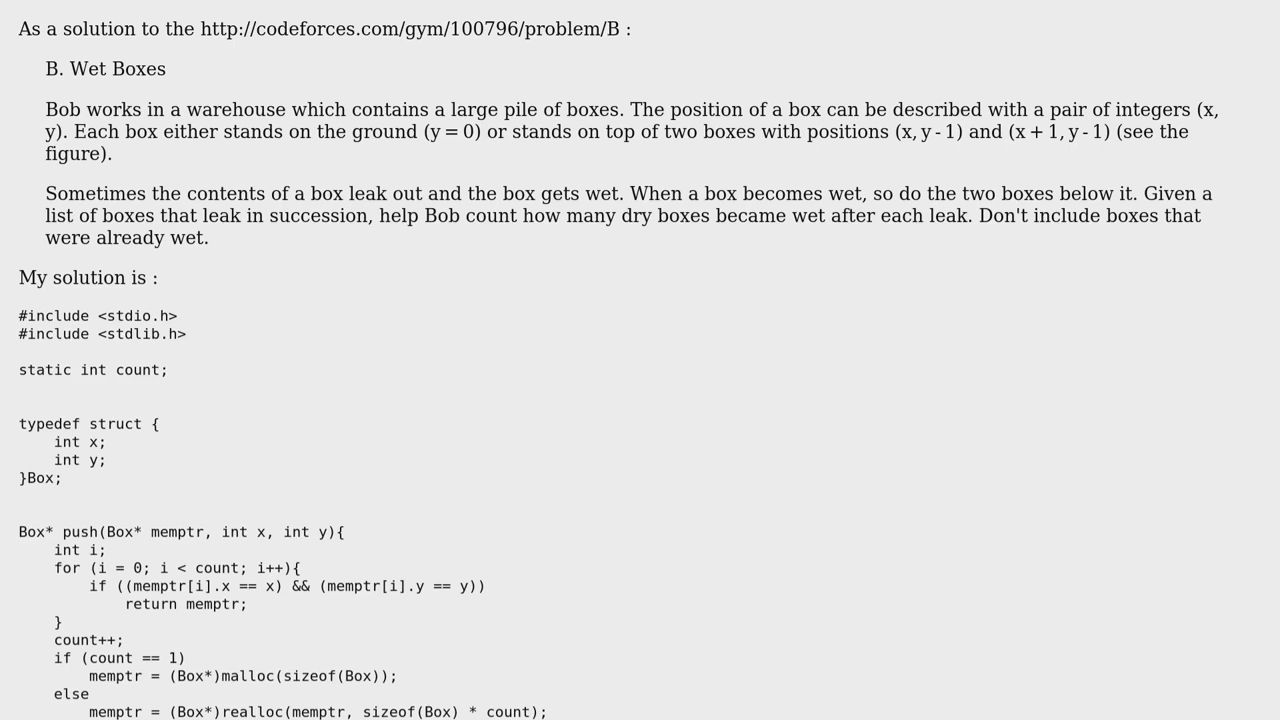 As a solution to the http://codeforces.com/gym/100796/problem/B :
B. Wet Boxes
Bob works in a warehouse which contains a large pile of boxes. The position of a box can be described with a pair of integers (x,
y). Each box either stands on the ground (y = 0) or stands on top of two boxes with positions (x, y - 1) and (x + 1, y - 1) (see the
figure).
Sometimes the contents of a box leak out and the box gets wet. When a box becomes wet, so do the two boxes below it. Given a
list of boxes that leak in succession, help Bob count how many dry boxes became wet after each leak. Don't include boxes that
were already wet.
My solution is :
#include <stdio.h>
#include <stdlib.h>
static int count;
typedef struct {
    int x;
    int y;
}Box;
Box* push(Box* memptr, int x, int y){
    int i;
    for (i = 0; i < count; i++){
        if ((memptr[i].x == x) && (memptr[i].y == y))
            return memptr;
    }
    count++;
    if (count == 1)
        memptr = (Box*)malloc(sizeof(Box));
    else
        memptr = (Box*)realloc(memptr, sizeof(Box) * count);